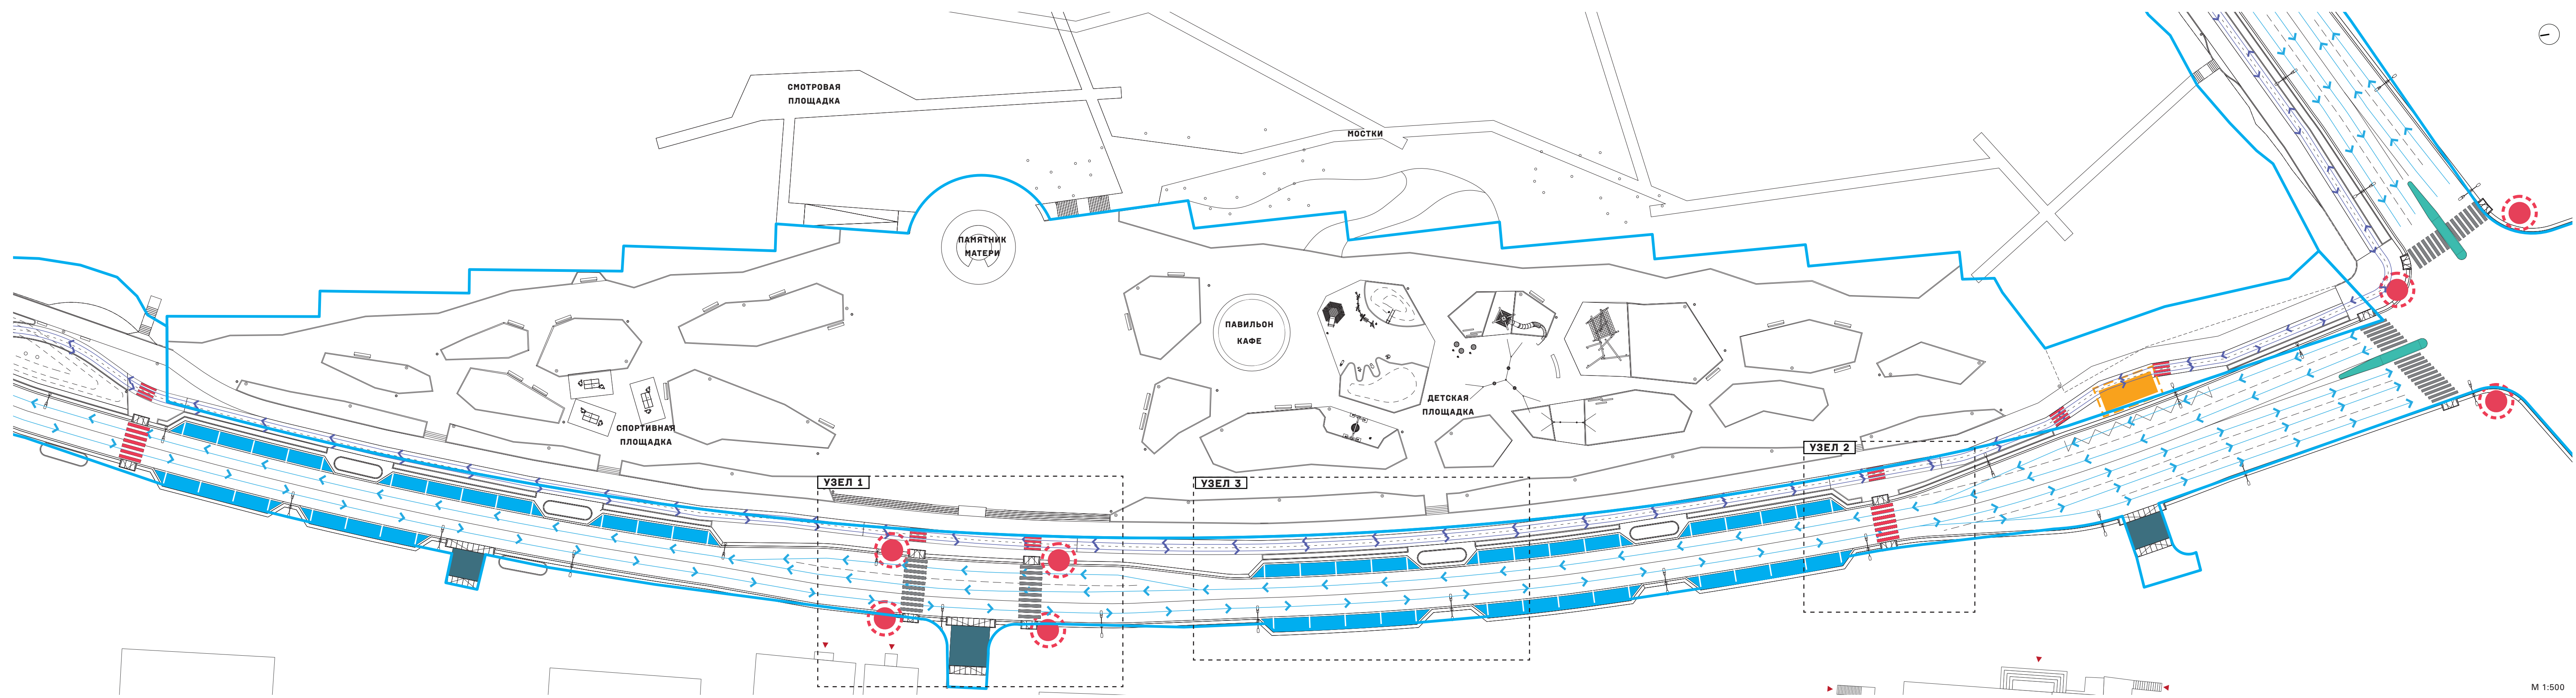 СМОТРОВАЯ
ПЛОЩАДКА
МОСТКИ
ПАМЯТНИК
МАТЕРИ
ПАВИЛЬОН
КАФЕ
ДЕТСКАЯ
ПЛОЩАДКА
СПОРТИВНАЯ
ПЛОЩАДКА
УЗЕЛ 2
УЗЕЛ 1
УЗЕЛ 3
М 1:500